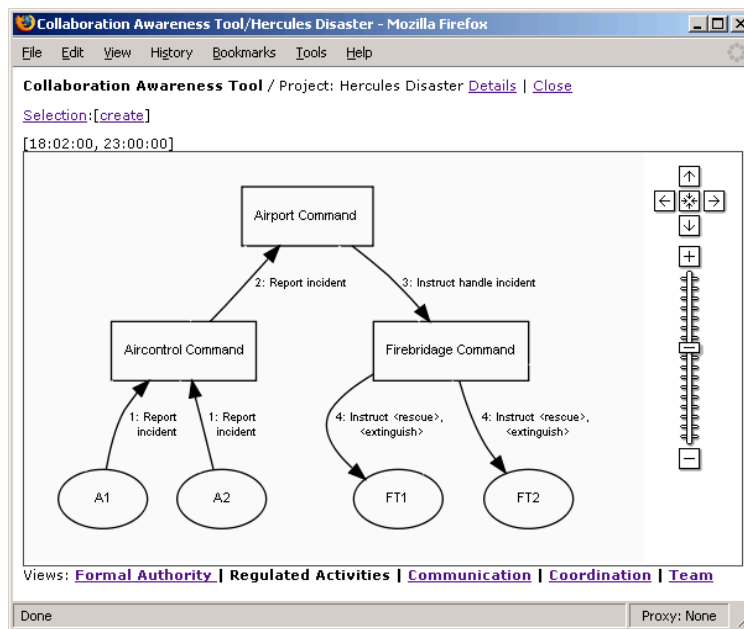 Collaboration Awareness Tool/Hercules Disaster - Mozilla Firefox
File Edit View History Bookmarks Tools Help
Collaboration Awareness Tool / Project: Hercules Disaster Details | Close
Selection:[create]
[18:02:00, 23:00:00]
Airport Command
2: Report incident
3: Instruct handle incident
Aircontrol Command
Firebridage Command
1: Report
incident
1: Report
incident
4: Instruct <rescue>,
<extinguish>
4: Instruct <rescue>,
<extinguish>
A1
A2
FT1
FT2
Views: Formal Authority | Regulated Activities | Communication | Coordination | Team
Done
Proxy: None